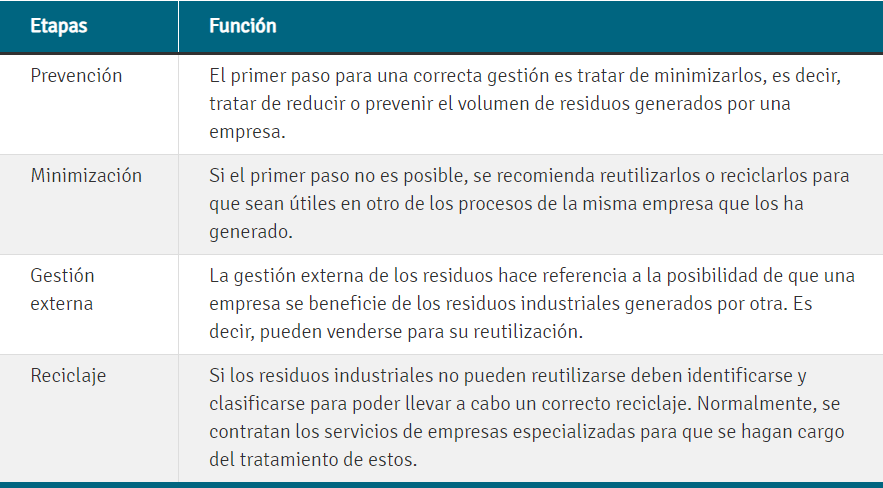 Etapas Función
Prevención El primer paso para una correcta gestión es tratar de minimizarlos, es decir,
tratar de reducir o prevenir el volumen de residuos generados por una
empresa.
Minimización Si el primer paso no es posible, se recomienda reutilizarlos o reciclarlos para
que sean útiles en otro de los procesos de la misma empresa que los ha
generado.
Gestión La gestión externa de los residuos hace referencia a la posibilidad de que una
externa empresa se beneficie de los residuos industriales generados por otra. Es
decir, pueden venderse para su reutilización.
Reciclaje Si los residuos industriales no pueden reutilizarse deben identificarse y
clasificarse para poder llevar a cabo un correcto reciclaje. Normalmente, se
contratan los servicios de empresas especializadas para que se hagan cargo
del tratamiento de estos.